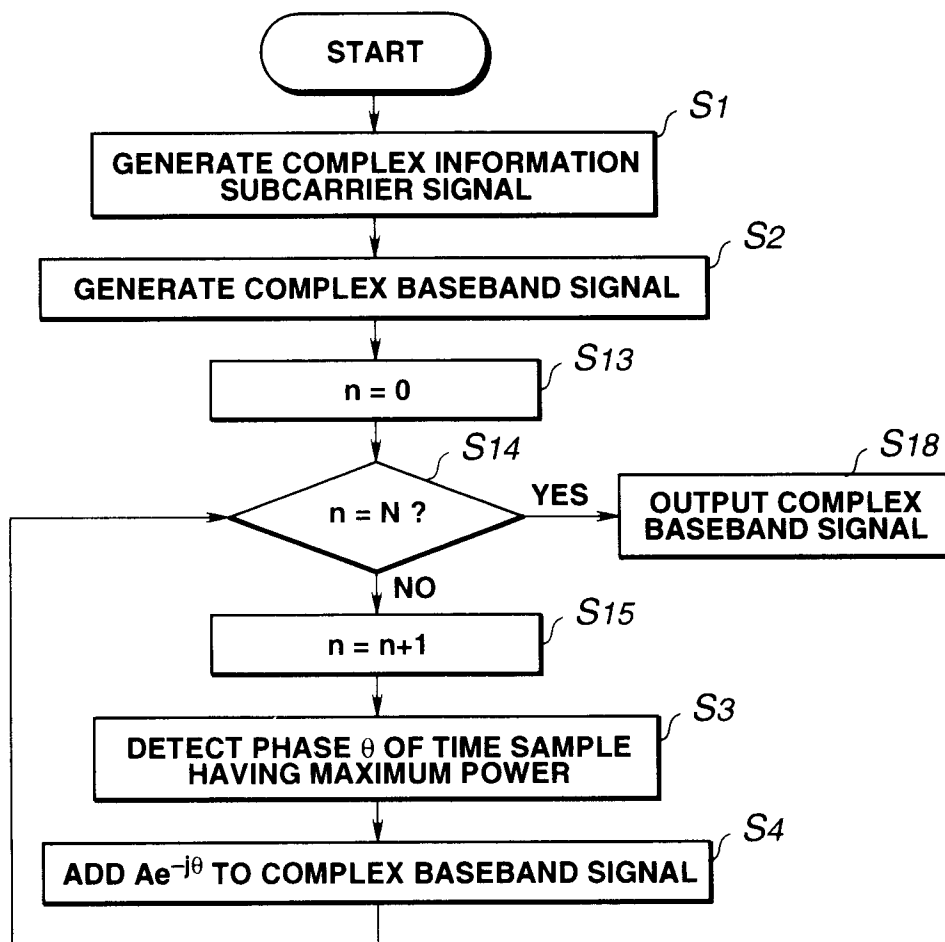 START
S1
GENERATE COMPLEX INFORMATION
SUBCARRIER SIGNAL
S2
GENERATE COMPLEX BASEBAND SIGNAL
S13
n = 0
S14
n = N ?
YES
S18
OUTPUT COMPLEX
BASEBAND SIGNAL
NO
S15
n = n+1
S3
DETECT PHASE θ OF TIME SAMPLE
HAVING MAXIMUM POWER
S4
ADD Ae^{–jθ} TO COMPLEX BASEBAND SIGNAL